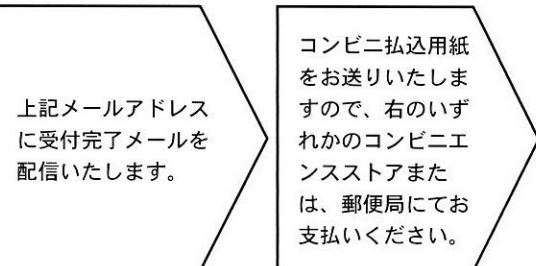 上記メールアドレス
に受付完了メールを
配信いたします。
コンビニ払込用紙
をお送りいたしま
すので、右のいず
れかのコンビニエ
ンスストアまた
は、郵便局にてお
支払いください。